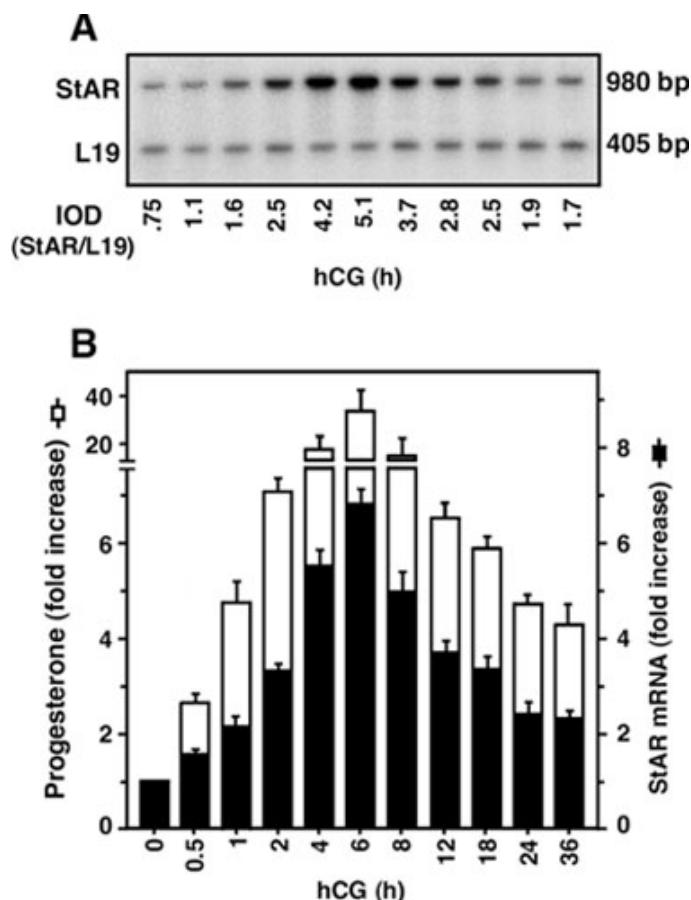 A
StAR
980 bp
L19
405 bp
IOD
(StAR/L19)
.75 1.1 1.6 2.5 4.2 5.1 3.7 2.8 2.5 1.9 1.7
hCG (h)
B
Progesterone (fold increase)
40
20
6
4
2
0
8
6
4
2
0
StAR mRNA (fold increase)
0 0.5 1 2 4 6 8 12 18 24 36
hCG (h)